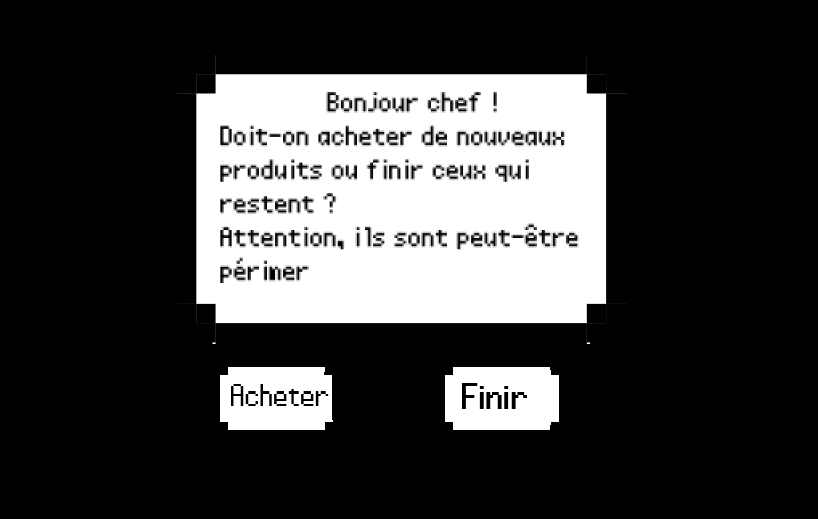 Bonjour chef !
Doit-on acheter de nouveaux
produits ou finir ceux qui
restent ?
Attention, ils sont peut-être
périmer
Acheter
Finir